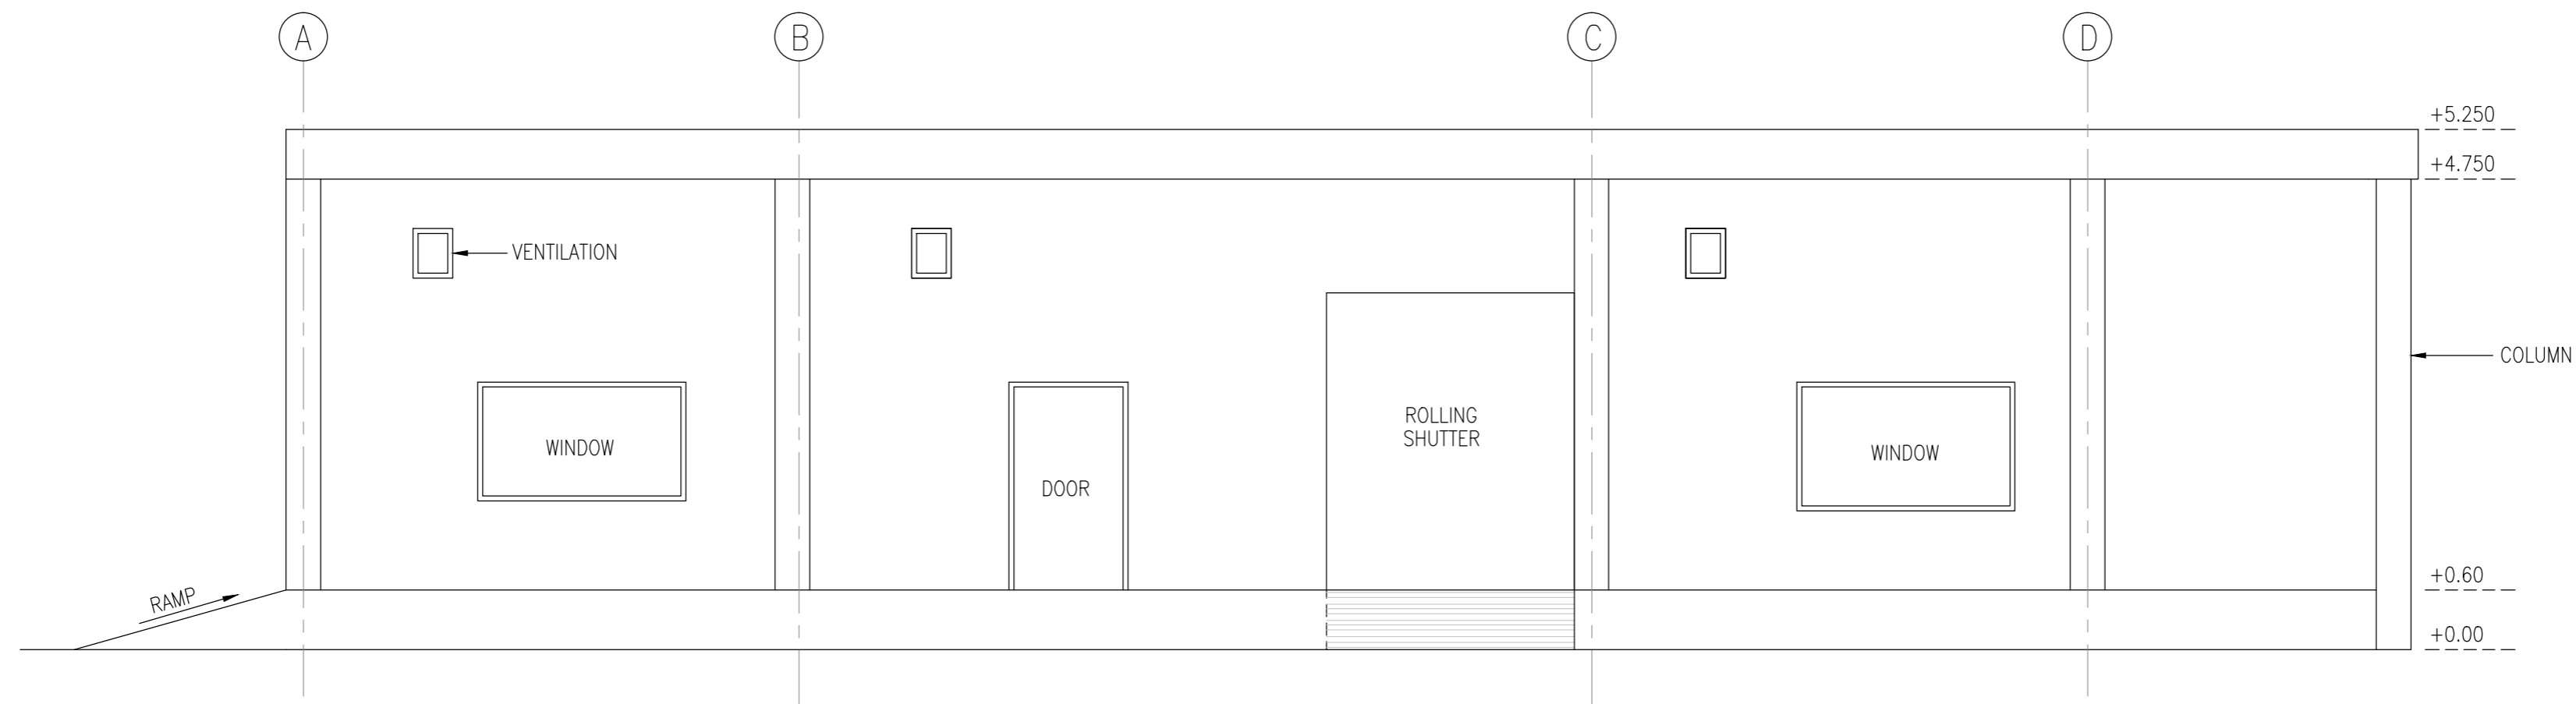 A
B
C
D
+5.250
+4.750
VENTILATION
COLUMN
ROLLING
SHUTTER
WINDOW
WINDOW
DOOR
RAMP
+0.60
+0.00